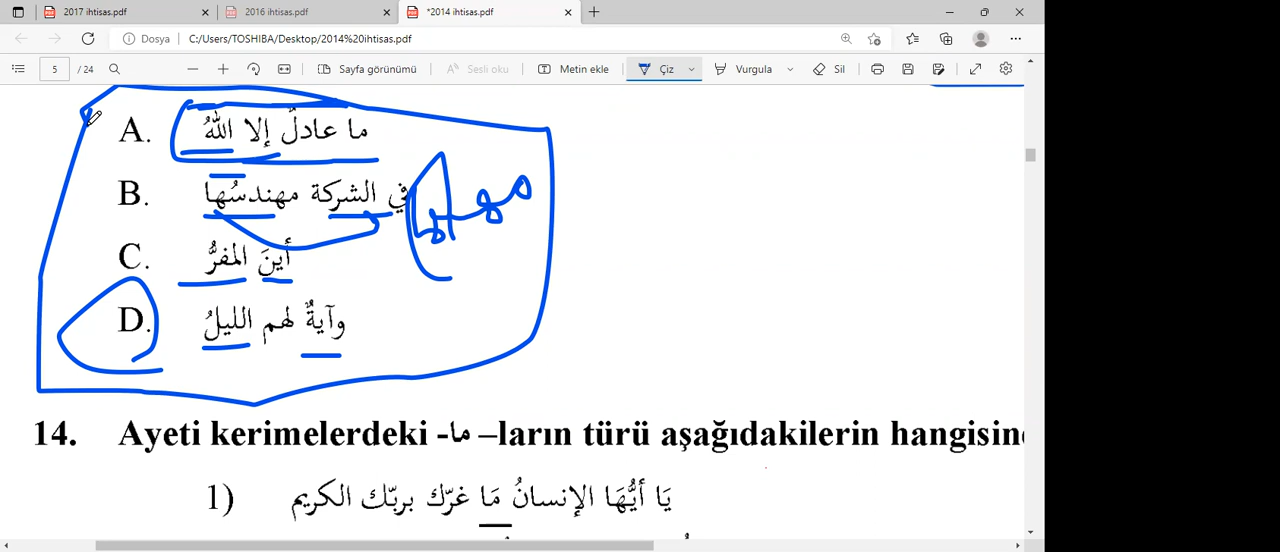 2017 ihtisas.pdf
2016 ihtisas.pdf
*2014 ihtisas.pdf
Dosya
C:/Users/TOSHIBA/Desktop/2014%20ihtisas.pdf
5 / 24
Sayfa görünümü
Sesli oku
Metin ekle
Çiz
Vurgula
Sil
A. ما عادلٌ إلا اللهُ
B. في الشركة مهندسُها
C. أينَ المفرُّ
D. وآيةٌ لهم الليلُ
14. Ayeti kerimelerdeki -ما- –ların türü aşağıdakilerin hangisin
1) يَا أيُّهَا الإنسانُ مَا غرّك بربّك الكريم